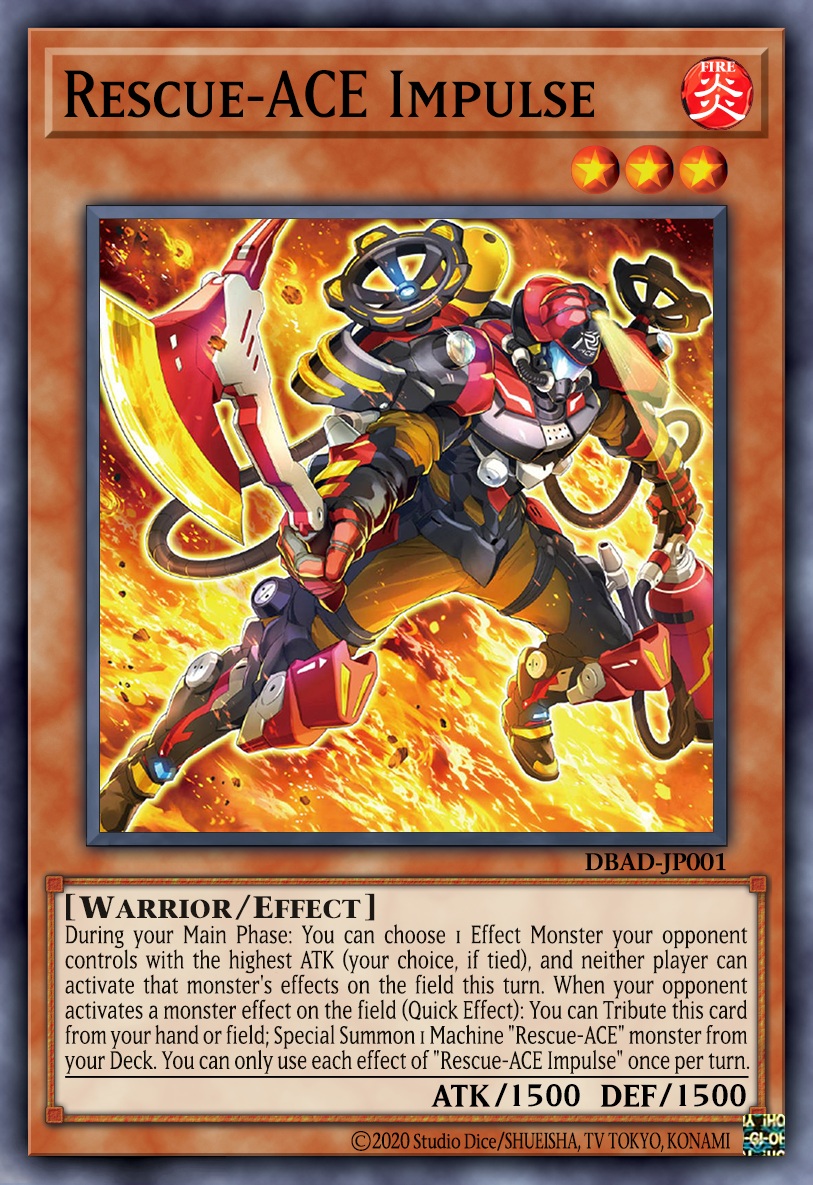 Rescue-ACE Impulse
FIRE
炎
DBAD-JP001
[Warrior/Effect]
During your Main Phase: You can choose 1 Effect Monster your opponent
controls with the highest ATK (your choice, if tied), and neither player can
activate that monster's effects on the field this turn. When your opponent
activates a monster effect on the field (Quick Effect): You can Tribute this card
from your hand or field; Special Summon 1 Machine "Rescue-ACE" monster from
your Deck. You can only use each effect of "Rescue-ACE Impulse" once per turn.
ATK/1500 DEF/1500
©2020 Studio Dice/SHUEISHA, TV TOKYO, KONAMI